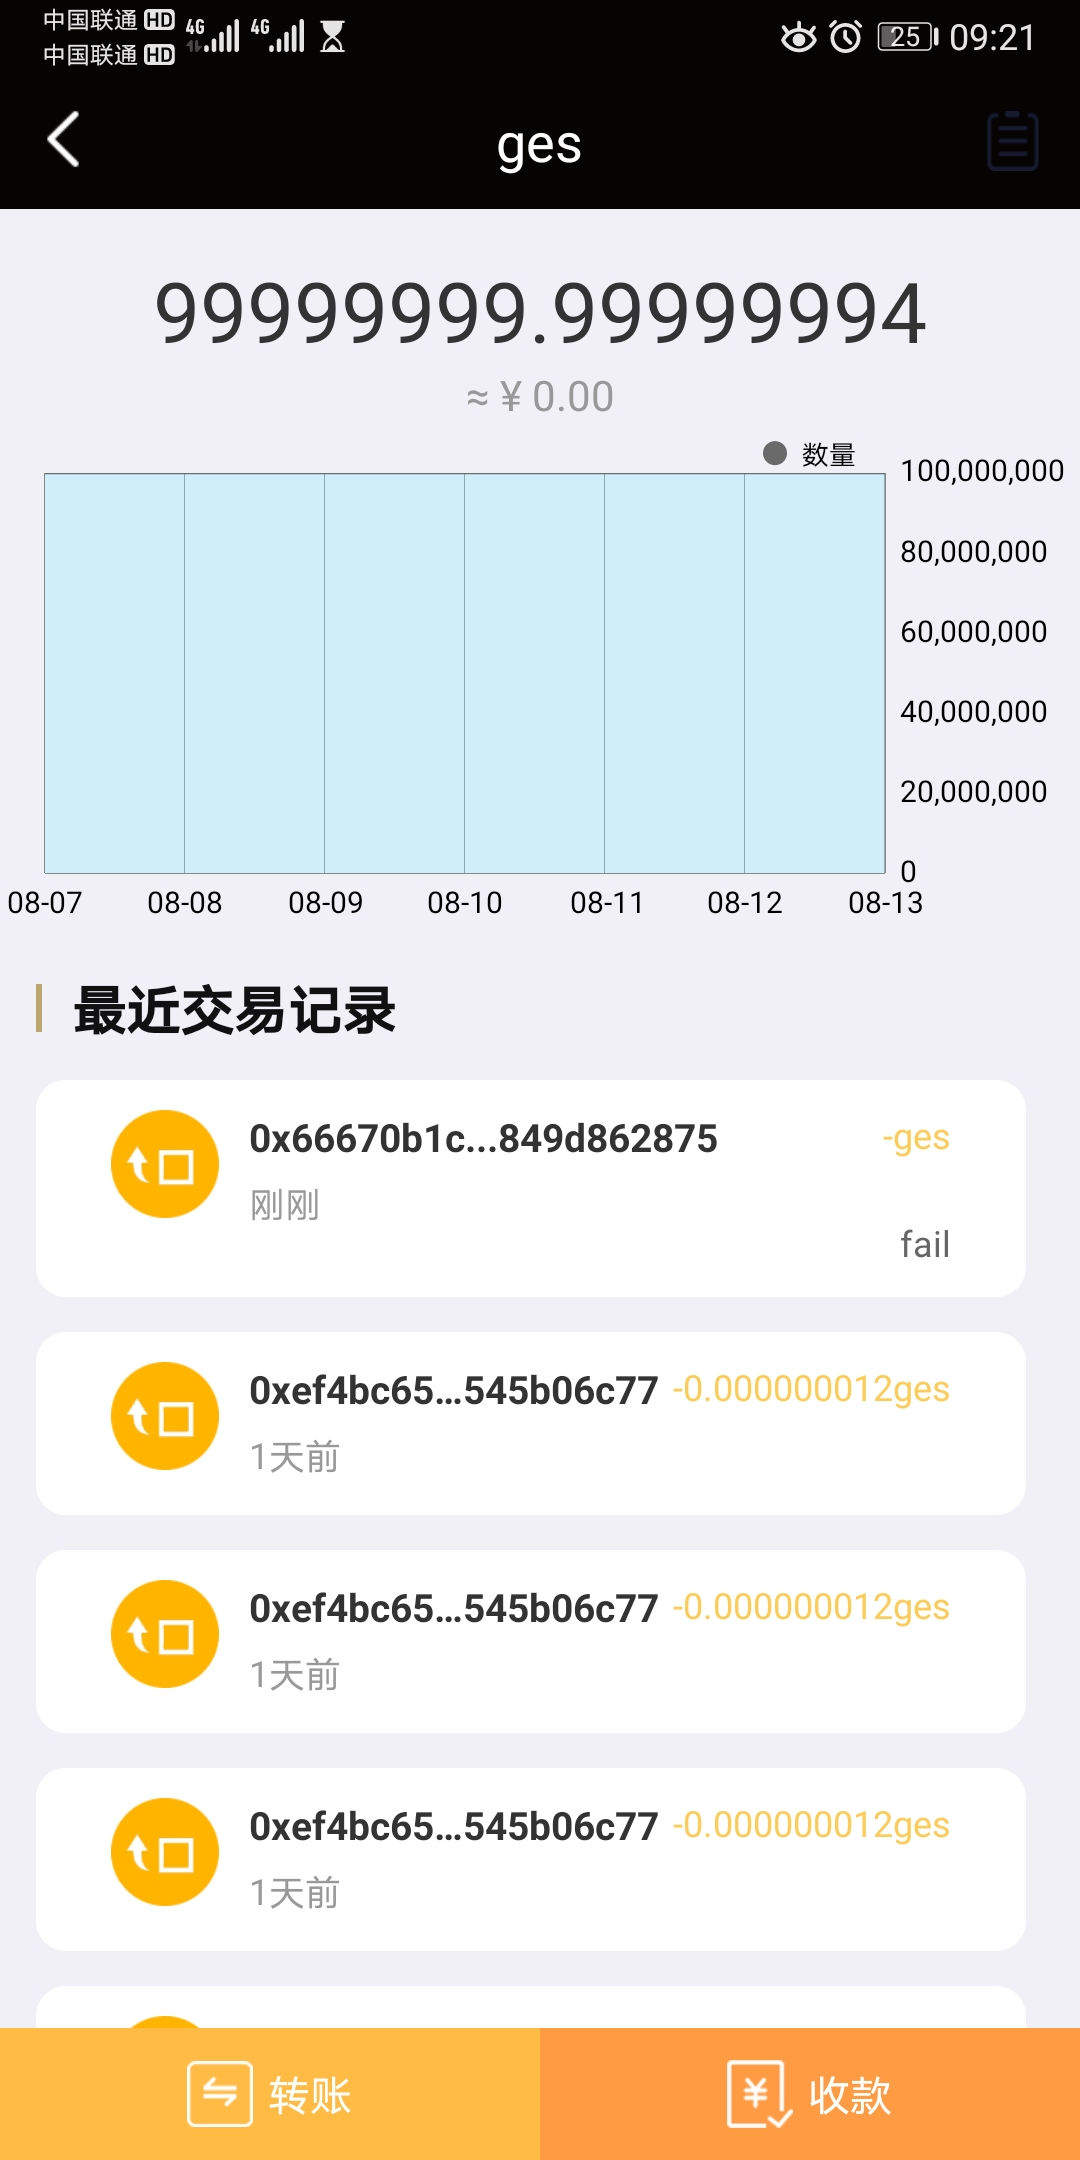 中国联通 HD 4G 4G 25 09:21
中国联通 HD
ges
99999999.99999994
≈ ¥ 0.00
数量
100,000,000
80,000,000
60,000,000
40,000,000
20,000,000
0
08-07 08-08 08-09 08-10 08-11 08-12 08-13
最近交易记录
0x66670b1c...849d862875 -ges
刚刚
fail
0xef4bc65...545b06c77 -0.000000012ges
1天前
0xef4bc65...545b06c77 -0.000000012ges
1天前
0xef4bc65...545b06c77 -0.000000012ges
1天前
转账 ¥ 收款